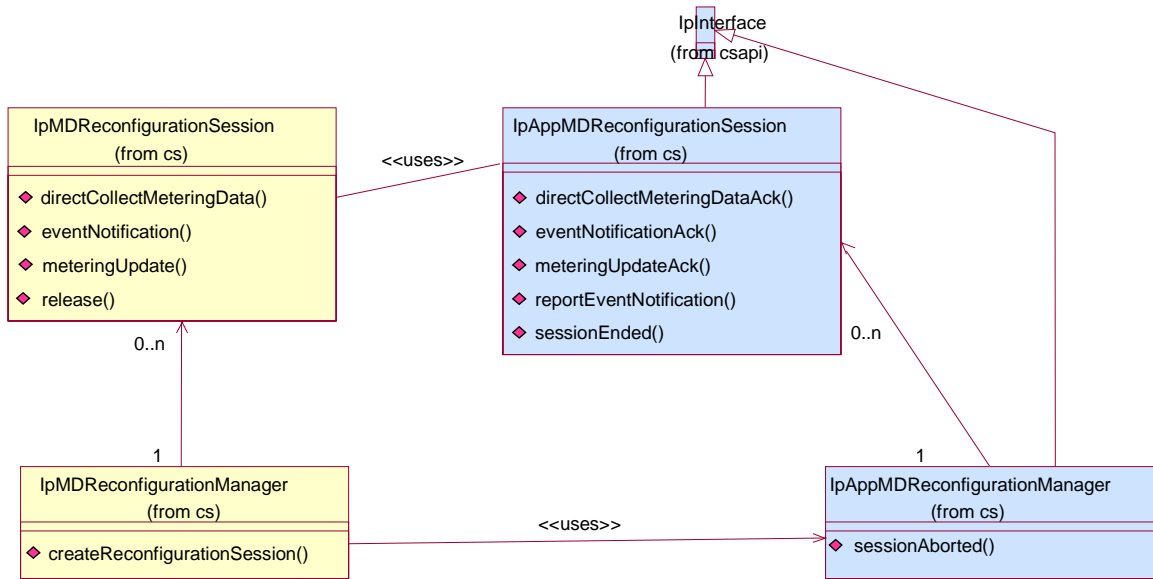 IpInterface
(from csapi)
IpMDReconfigurationSession
(from cs)
directCollectMeteringData()
eventNotification()
meteringUpdate()
release()
<<uses>>
IpAppMDReconfigurationSession
(from cs)
directCollectMeteringDataAck()
eventNotificationAck()
meteringUpdateAck()
reportEventNotification()
sessionEnded()
0..n
0..n
1
1
IpMDReconfigurationManager
(from cs)
createReconfigurationSession()
<<uses>>
IpAppMDReconfigurationManager
(from cs)
sessionAborted()